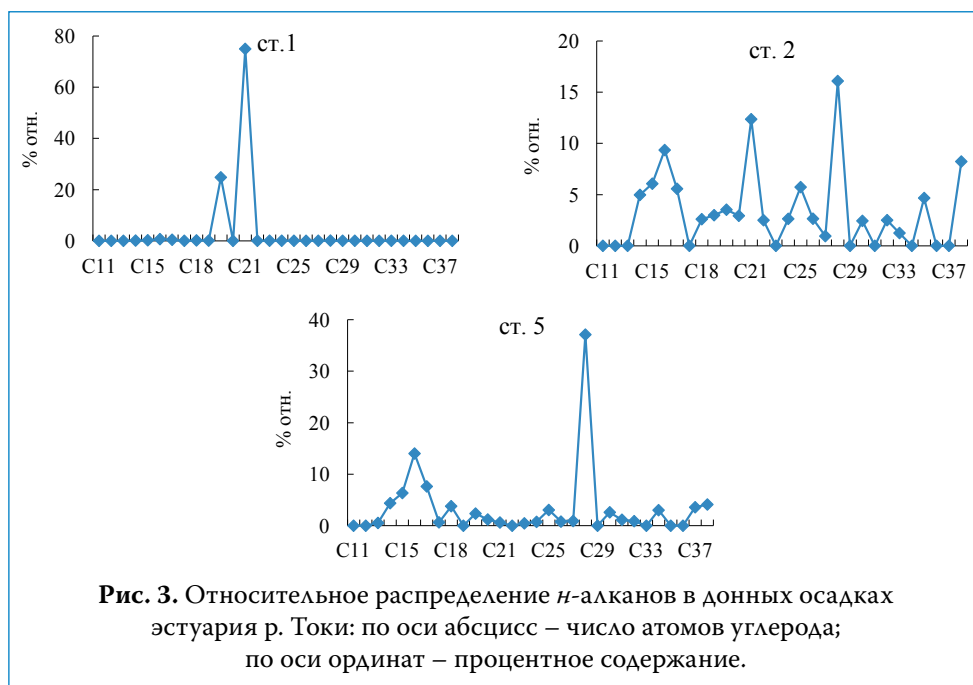 ст.1
% отн.
80
60
40
20
0
C11 C15 C18 C21 C25 C29 C33 C37
ст. 2
% отн.
20
15
10
5
0
C11 C15 C18 C21 C25 C29 C33 C37
ст. 5
% отн.
40
30
20
10
0
C11 C15 C18 C21 C25 C29 C33 C37
Рис. 3. Относительное распределение н-алканов в донных осадках
эстуария р. Токи: по оси абсцисс – число атомов углерода;
по оси ординат – процентное содержание.